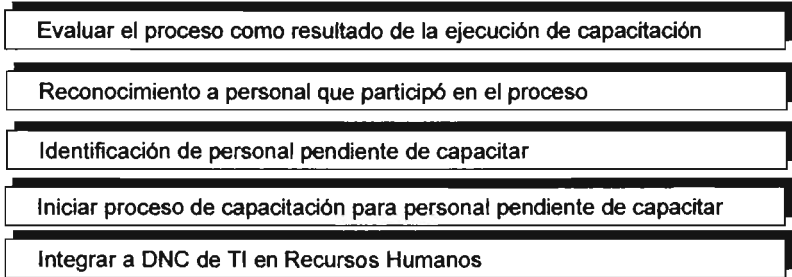 Evaluar el proceso como resultado de la ejecución de capacitación
Reconocimiento a personal que participó en el proceso
Identificación de personal pendiente de capacitar
Iniciar proceso de capacitación para personal pendiente de capacitar
Integrar a DNC de TI en Recursos Humanos